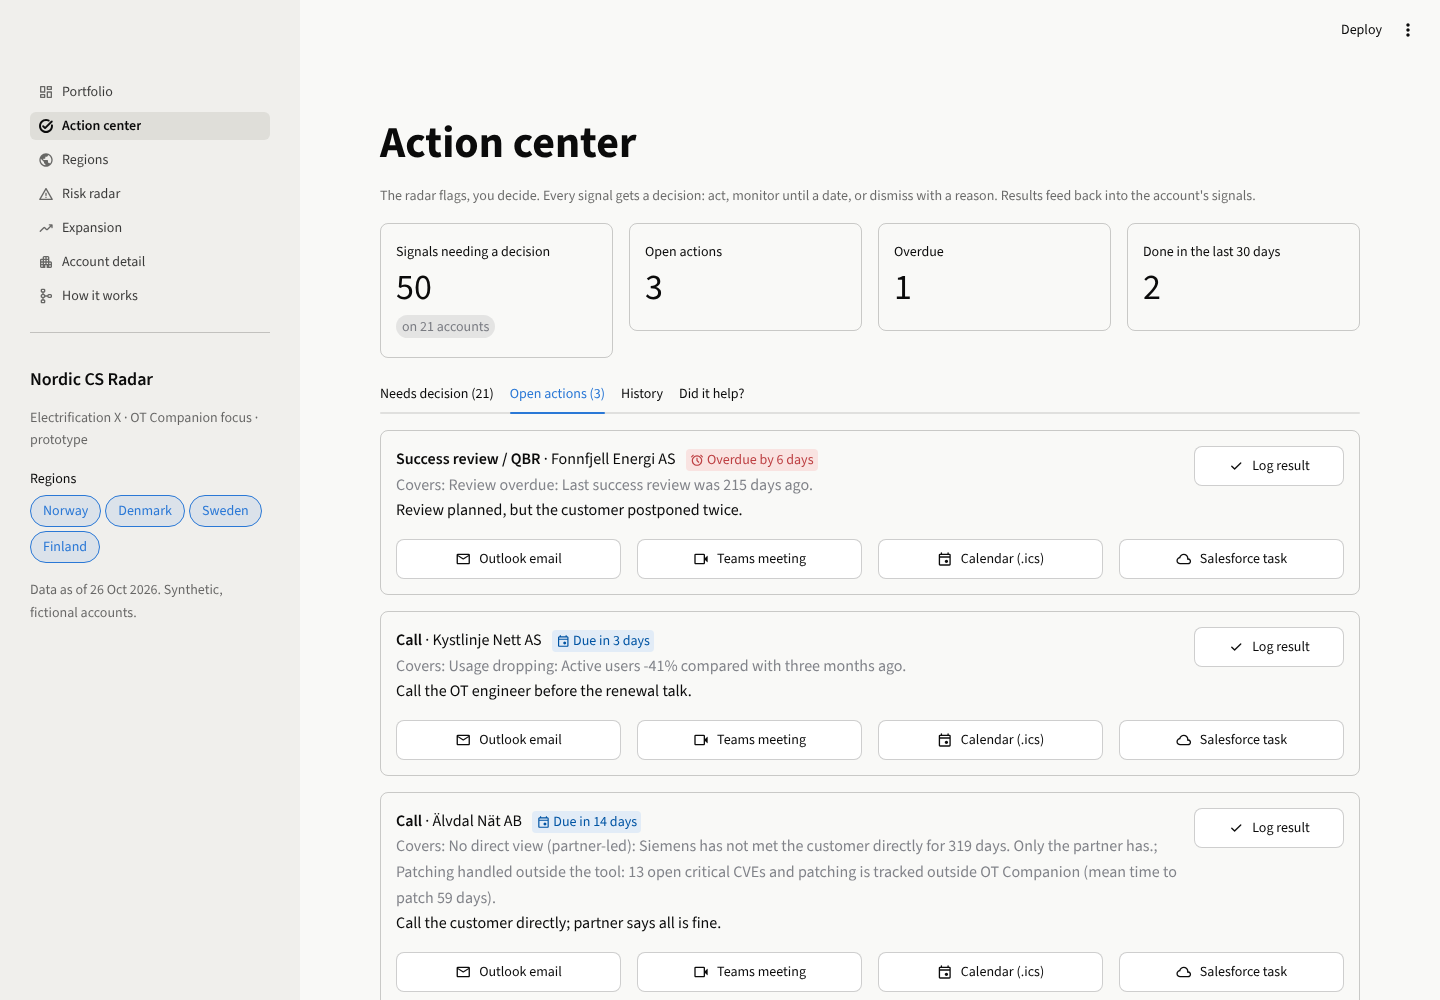 Deploy
Portfolio
Action center
Regions
Risk radar
Expansion
Account detail
How it works
Nordic CS Radar
Electrification X · OT Companion focus ·
prototype
Regions
Norway
Denmark
Sweden
Finland
Data as of 26 Oct 2026. Synthetic,
fictional accounts.
Action center
The radar flags, you decide. Every signal gets a decision: act, monitor until a date, or dismiss with a reason. Results feed back into the account's signals.
Signals needing a decision
50
on 21 accounts
Open actions
3
Overdue
1
Done in the last 30 days
2
Needs decision (21)
Open actions (3)
History
Did it help?
Success review / QBR · Fonnfjell Energi AS
Overdue by 6 days
Log result
Covers: Review overdue: Last success review was 215 days ago.
Review planned, but the customer postponed twice.
Outlook email
Teams meeting
Calendar (.ics)
Salesforce task
Call · Kystlinje Nett AS
Due in 3 days
Log result
Covers: Usage dropping: Active users -41% compared with three months ago.
Call the OT engineer before the renewal talk.
Outlook email
Teams meeting
Calendar (.ics)
Salesforce task
Call · Älvdal Nät AB
Due in 14 days
Log result
Covers: No direct view (partner-led): Siemens has not met the customer directly for 319 days. Only the partner has.;
Patching handled outside the tool: 13 open critical CVEs and patching is tracked outside OT Companion (mean time to
patch 59 days).
Call the customer directly; partner says all is fine.
Outlook email
Teams meeting
Calendar (.ics)
Salesforce task